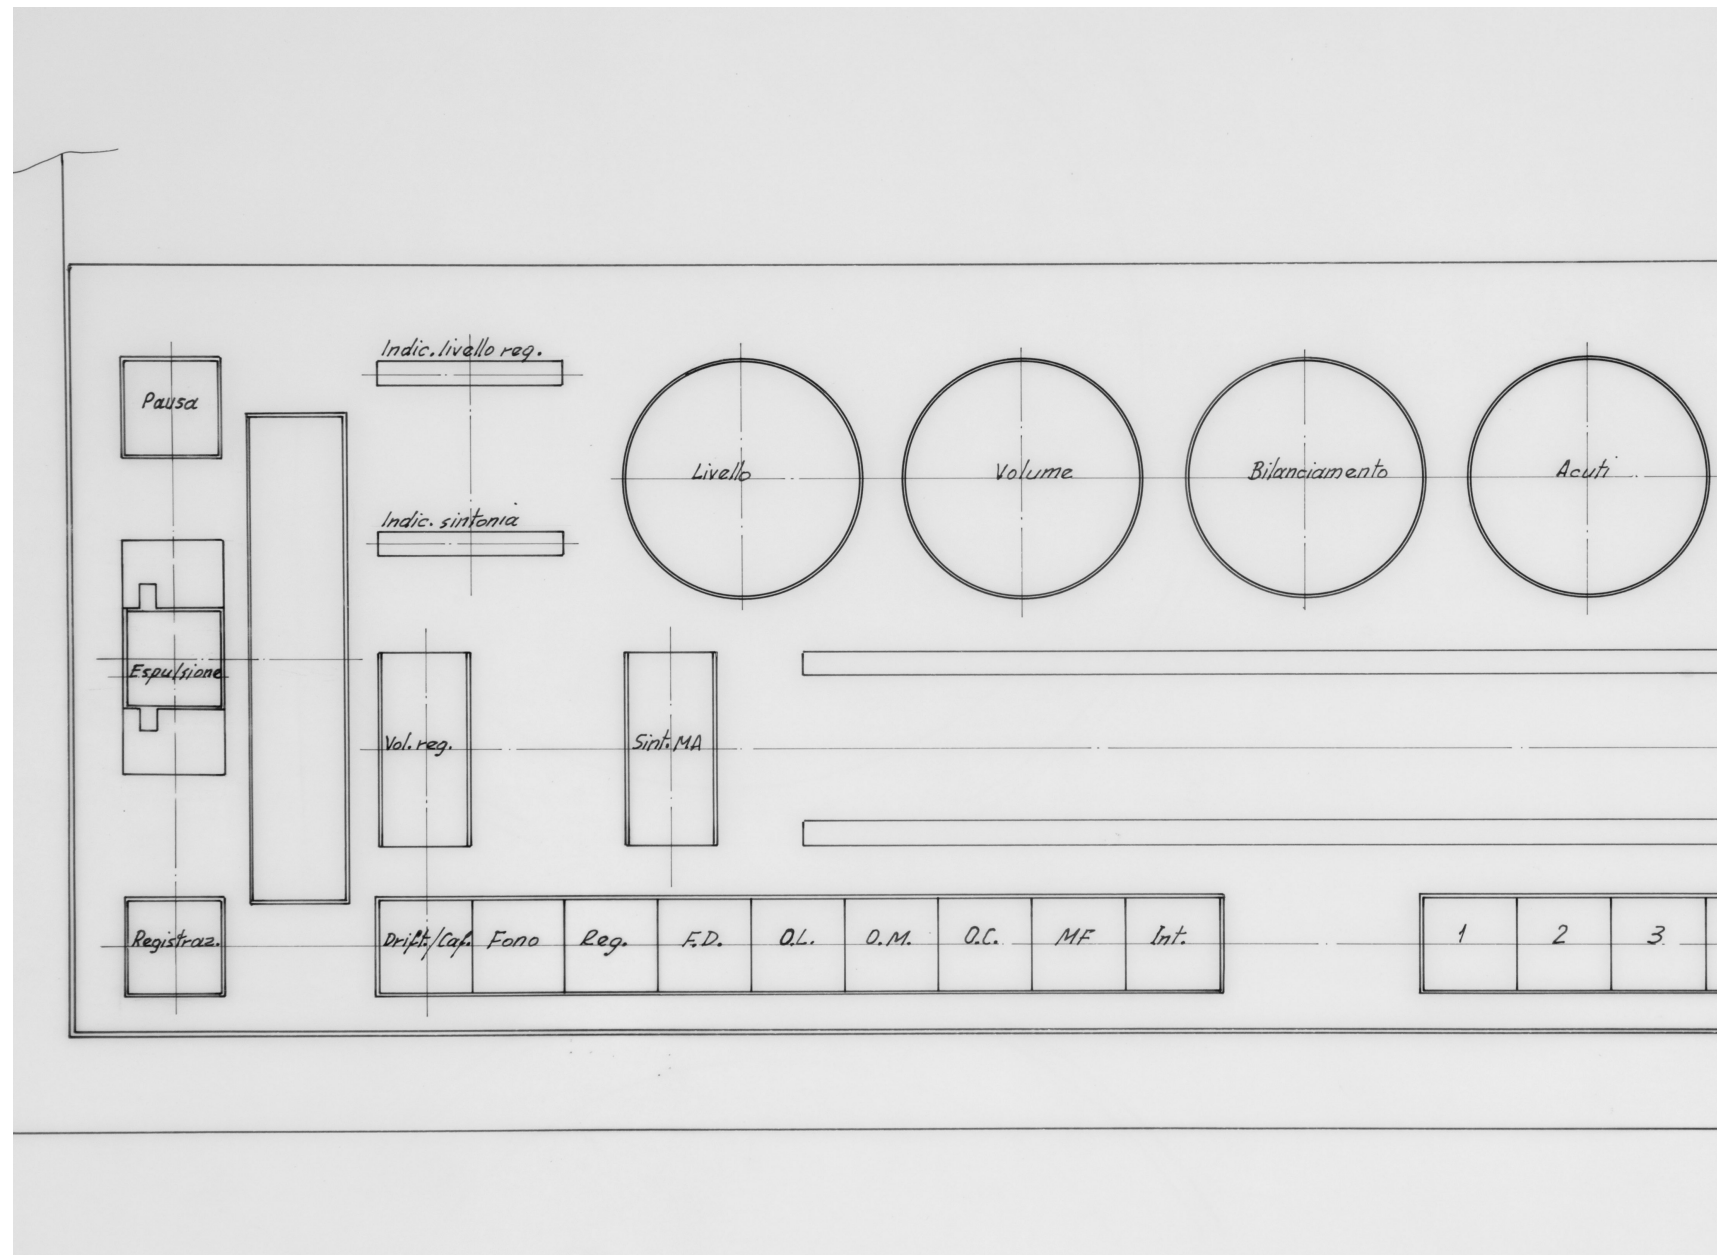 Indic. livello reg.
Pausa
Livello
Volume
Bilanciamento
Acuti
Indic. sintonia
Espulsione
Vol. reg.
Sint. MA
Registraz.
Drift./Caf.
Fono
Reg.
F.D.
O.L.
O.M.
O.C.
MF
Int.
1
2
3